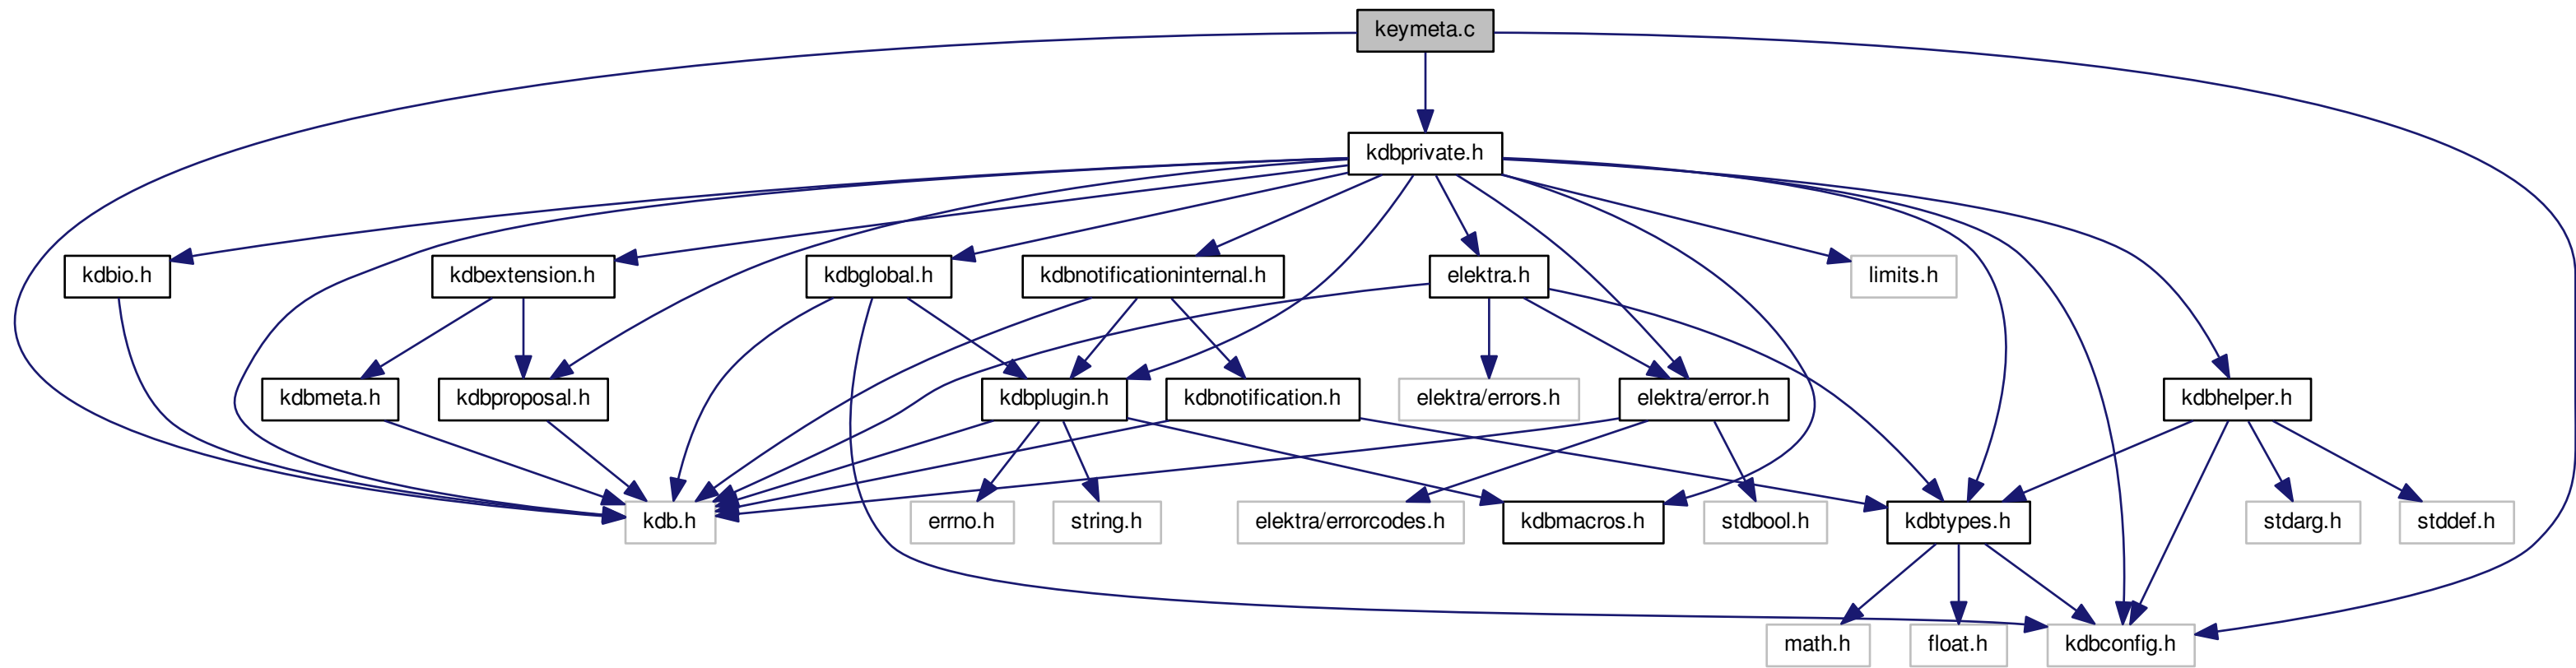 keymeta.c
kdbprivate.h
kdbio.h
kdbextension.h
kdbglobal.h
kdbnotificationinternal.h
elektra.h
limits.h
kdbmeta.h
kdbproposal.h
kdbplugin.h
kdbnotification.h
elektra/errors.h
elektra/error.h
kdbhelper.h
kdb.h
errno.h
string.h
elektra/errorcodes.h
kdbmacros.h
stdbool.h
kdbtypes.h
stdarg.h
stddef.h
math.h
float.h
kdbconfig.h